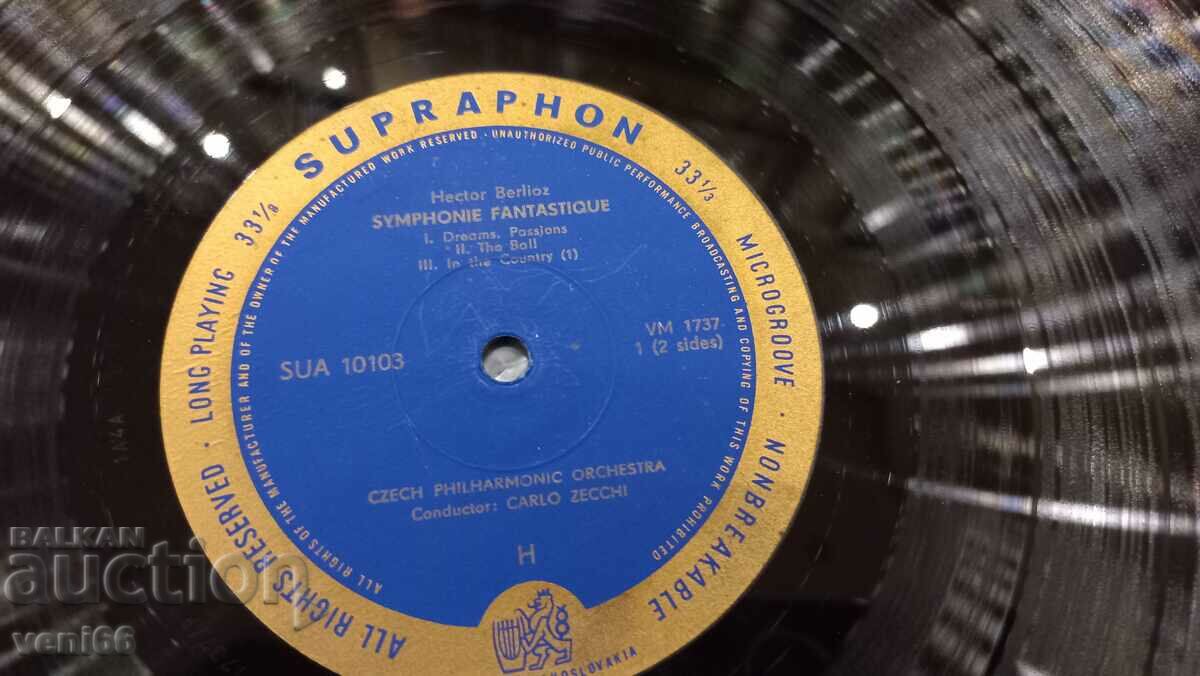 SUPRAPHON
33⅓
33⅓
LONG PLAYING · ALL RIGHTS RESERVED
MICROGROOVE · NONBREAKABLE
ALL RIGHTS OF THE MANUFACTURER AND OF THE OWNER OF THE MANUFACTURED WORK RESERVED · UNAUTHORIZED PUBLIC PERFORMANCE BROADCASTING AND COPYING OF THIS WORK PROHIBITED
Hector Berlioz
SYMPHONIE FANTASTIQUE
I. Dreams. Passions
II. The Ball
III. In the Country (1)
SUA 10103
VM 1737
1 (2 sides)
CZECH PHILHARMONIC ORCHESTRA
Conductor: CARLO ZECCHI
H
OSLOVAKIA
BALKAN
auction
veni66